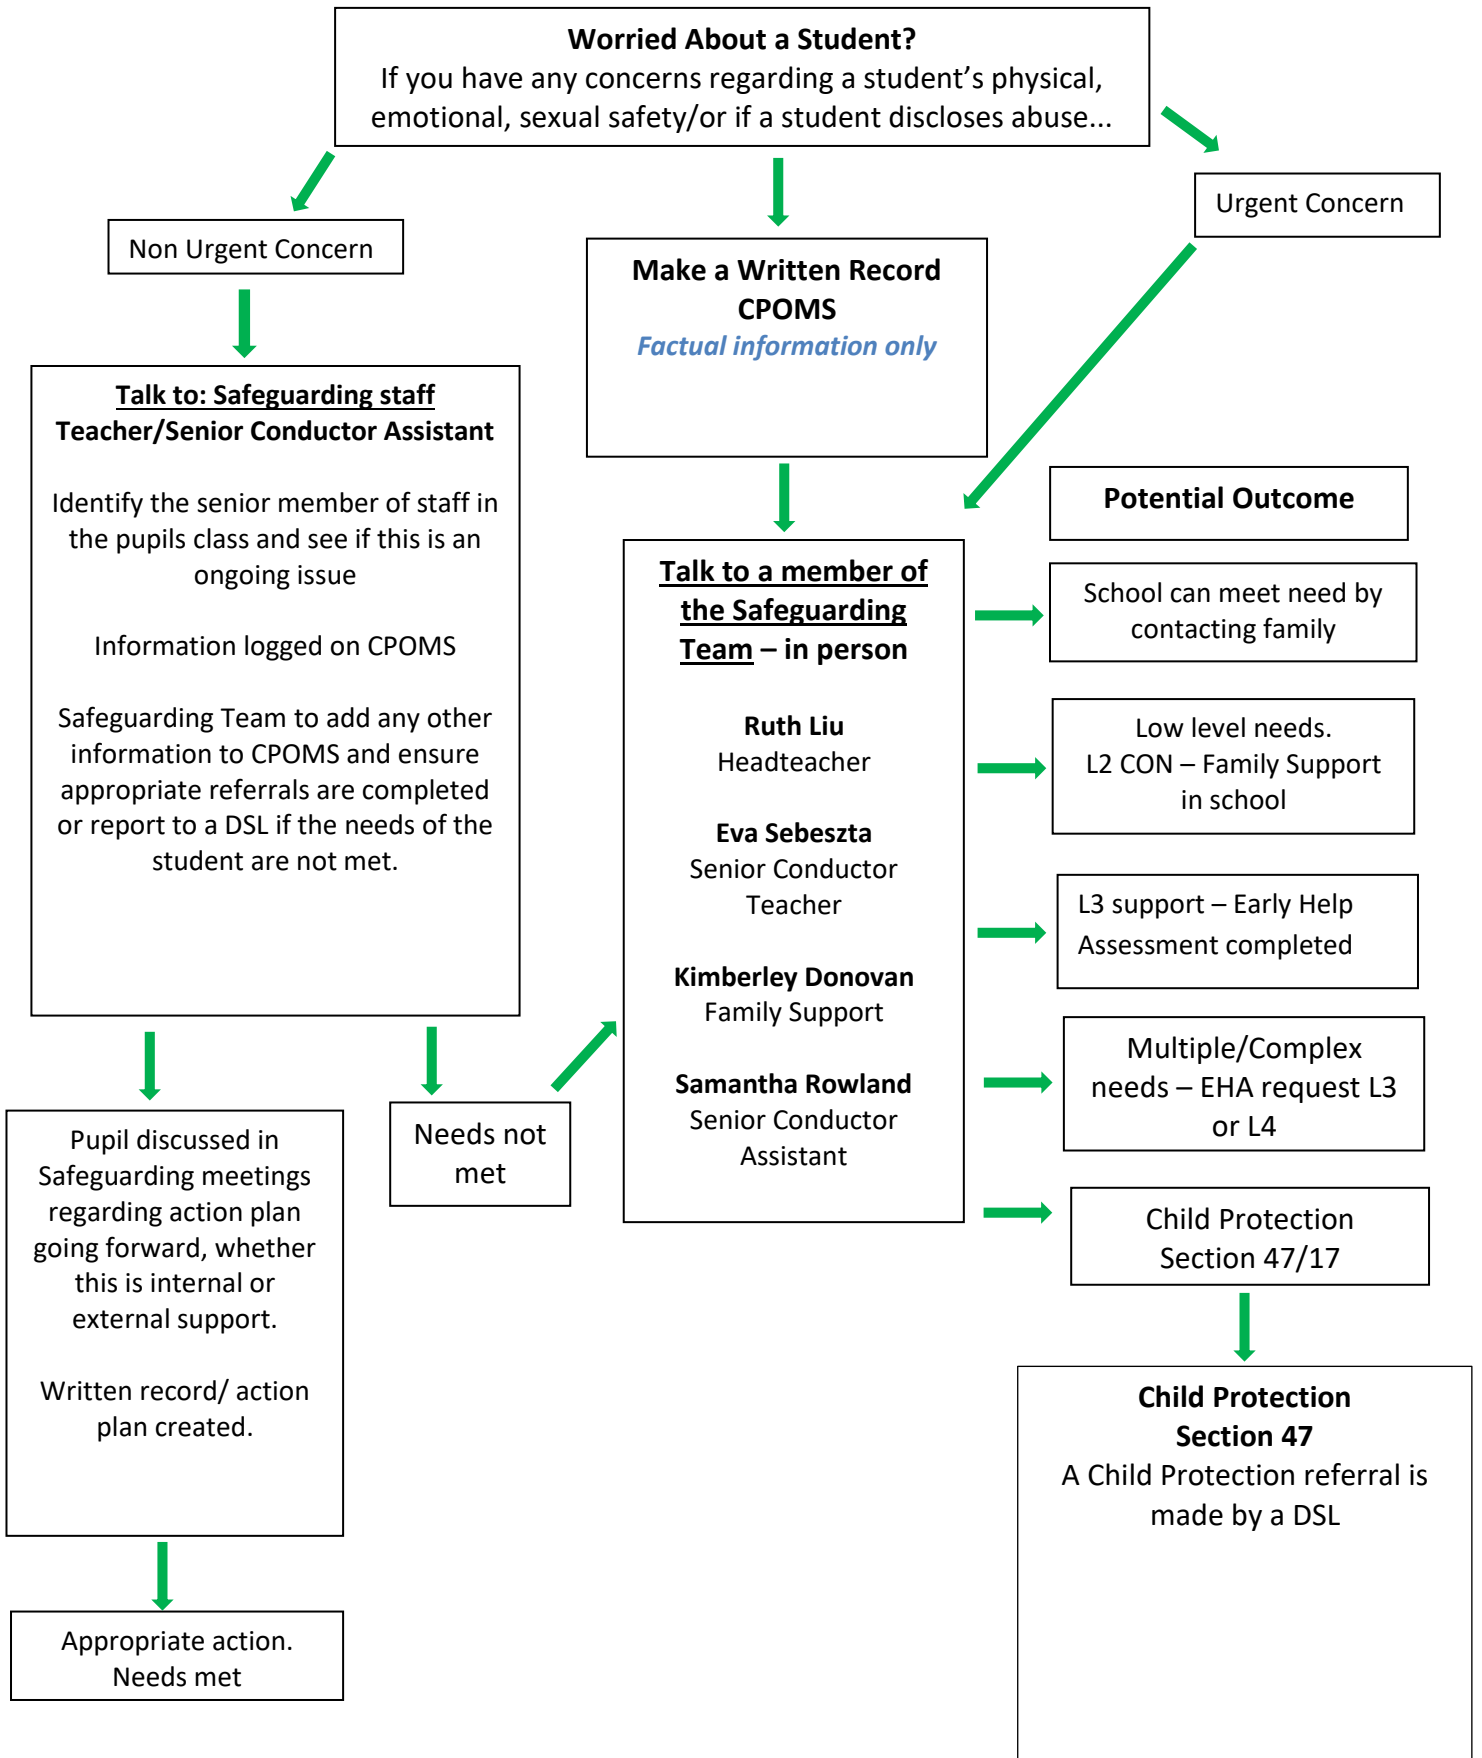 Worried About a Student?
If you have any concerns regarding a student’s physical,
emotional, sexual safety/or if a student discloses abuse...
Non Urgent Concern
Urgent Concern
Make a Written Record
CPOMS
Factual information only
Talk to: Safeguarding staff
Teacher/Senior Conductor Assistant
Identify the senior member of staff in
the pupils class and see if this is an
ongoing issue
Information logged on CPOMS
Safeguarding Team to add any other
information to CPOMS and ensure
appropriate referrals are completed
or report to a DSL if the needs of the
student are not met.
Talk to a member of
the Safeguarding
Team – in person
Ruth Liu
Headteacher
Eva Sebeszta
Senior Conductor
Teacher
Kimberley Donovan
Family Support
Samantha Rowland
Senior Conductor
Assistant
Potential Outcome
School can meet need by
contacting family
Low level needs.
L2 CON – Family Support
in school
L3 support – Early Help
Assessment completed
Multiple/Complex
needs – EHA request L3
or L4
Child Protection
Section 47/17
Child Protection
Section 47
A Child Protection referral is
made by a DSL
Pupil discussed in
Safeguarding meetings
regarding action plan
going forward, whether
this is internal or
external support.
Written record/ action
plan created.
Needs not
met
Appropriate action.
Needs met